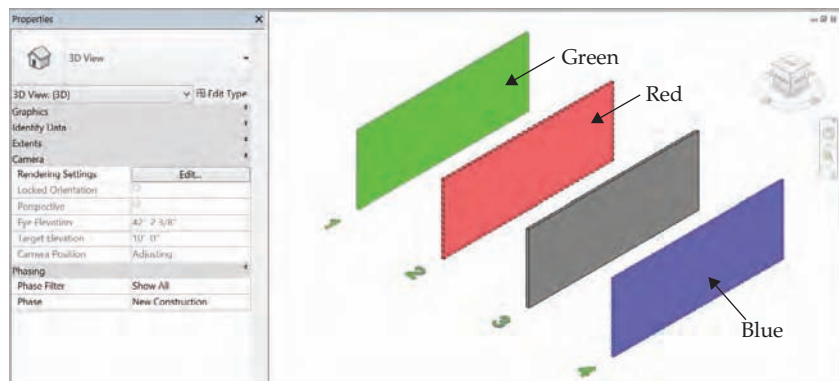 Properties
3D View
3D View: {3D}
Edit Type
Graphics
Identity Data
Extents
Camera
Rendering Settings
Edit...
Locked Orientation
Perspective
Eye Elevation
42' 2 3/8"
Target Elevation
10' 0"
Camera Position
Adjusting
Phasing
Phase Filter
Show All
Phase
New Construction
Green
Red
Blue
1
2
3
4